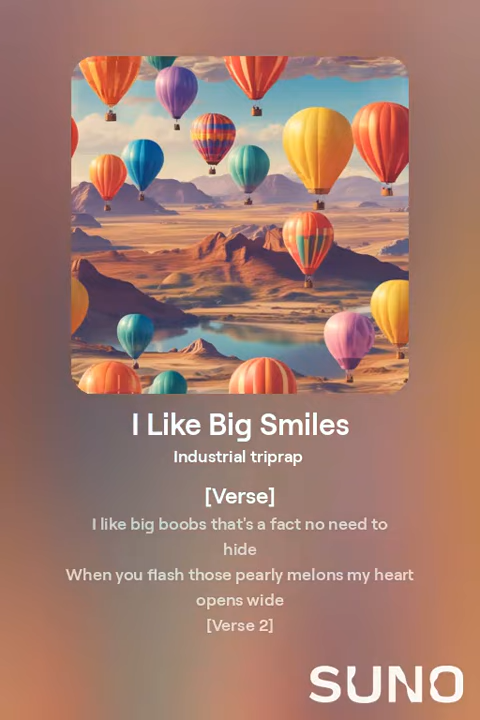 I Like Big Smiles
Industrial triprap
[Verse]
I like big boobs that's a fact no need to
hide
When you flash those pearly melons my heart
opens wide
[Verse 2]
SUNO